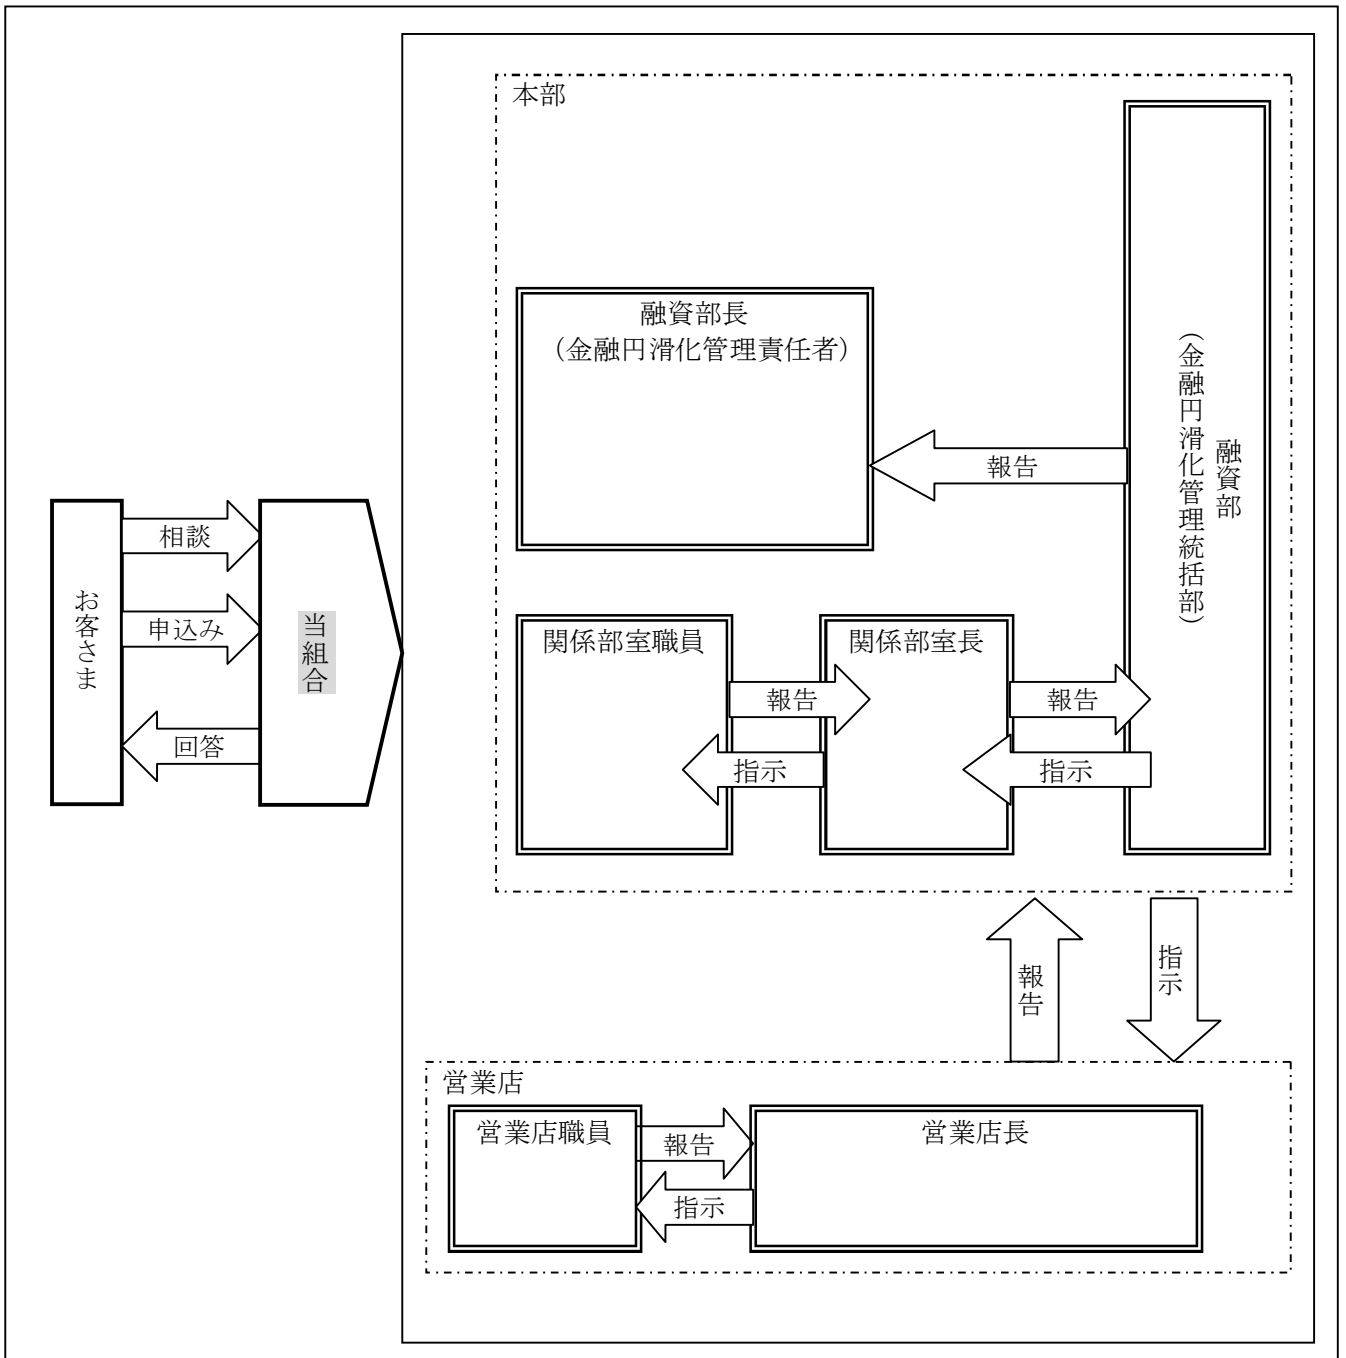 本部
融資部長
（金融円滑化管理責任者）
融資部
（金融円滑化管理統括部）
報告
関係部室職員
関係部室長
報告
報告
指示
指示
お客さま
相談
申込み
回答
当組合
報告
指示
営業店
営業店職員
営業店長
報告
指示